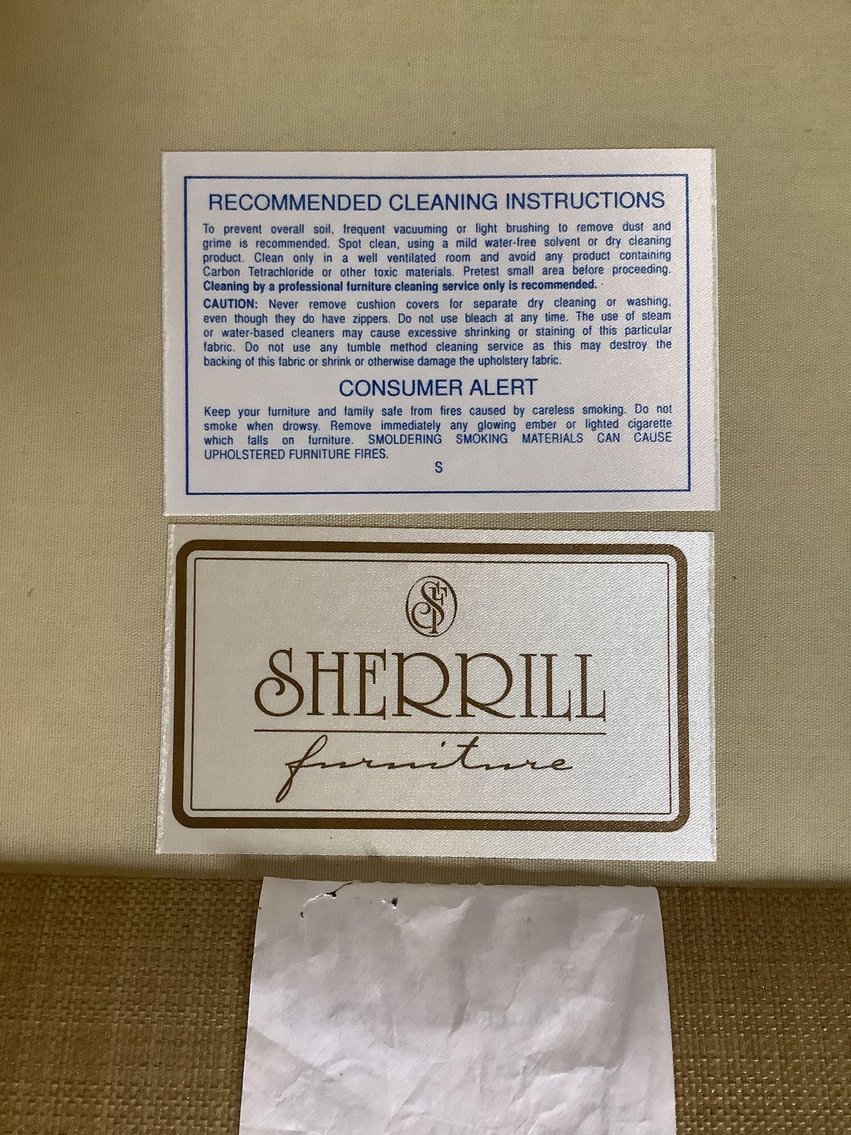 RECOMMENDED CLEANING INSTRUCTIONS
To prevent overall soil, frequent vacuuming or light brushing to remove dust and
grime is recommended. Spot clean, using a mild water-free solvent or dry cleaning
product. Clean only in a well ventilated room and avoid any product containing
Carbon Tetrachloride or other toxic materials. Pretest small area before proceeding.
Cleaning by a professional furniture cleaning service only is recommended.
CAUTION: Never remove cushion covers for separate dry cleaning or washing,
even though they do have zippers. Do not use bleach at any time. The use of steam
or water-based cleaners may cause excessive shrinking or staining of this particular
fabric. Do not use any tumble method cleaning service as this may destroy the
backing of this fabric or shrink or otherwise damage the upholstery fabric.
CONSUMER ALERT
Keep your furniture and family safe from fires caused by careless smoking. Do not
smoke when drowsy. Remove immediately any glowing ember or lighted cigarette
which falls on furniture. SMOLDERING SMOKING MATERIALS CAN CAUSE
UPHOLSTERED FURNITURE FIRES.
S
SF
SHERRILL
furniture